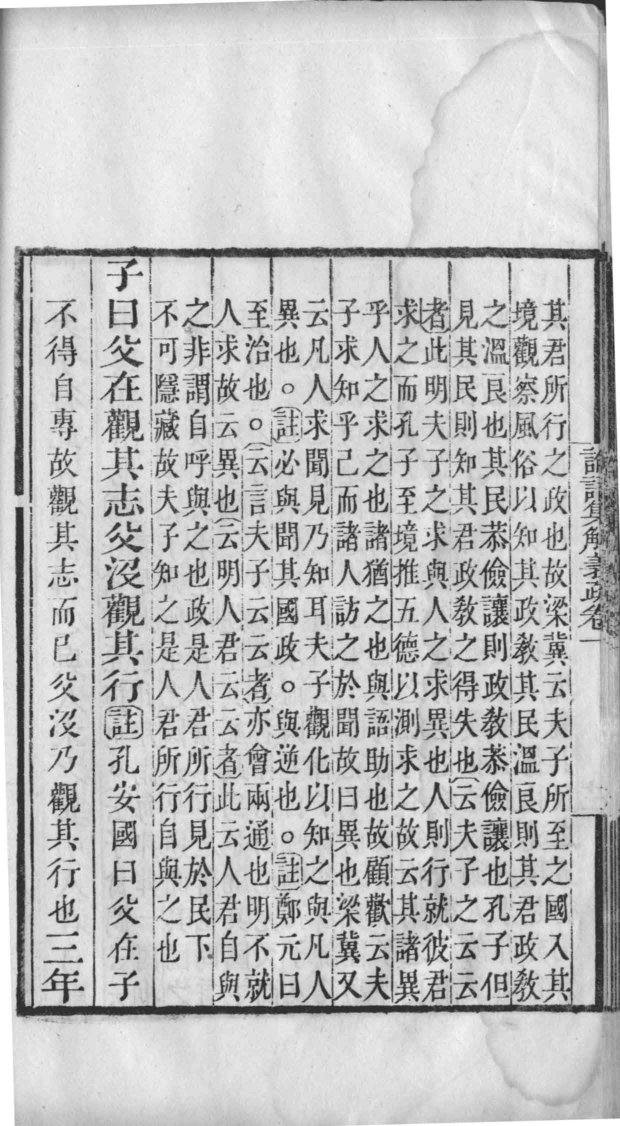 論語集解義疏卷一
其君所行之政也故梁冀云夫子所至之國入其
境觀察風俗以知其政敎其民溫良則其君政敎
之溫良也其民恭儉讓則政敎恭儉讓也孔子但
見其民則知其君政敎之得失也云夫子之云云
者此明夫子之求與人之求異也人則行就彼君
求之而孔子至境推五德以測求之故云其諸異
乎人之求之也諸猶之也與語助也故顧歡云夫
子求知乎己而諸人訪之於聞故曰異也梁冀又
云凡人求聞見乃知耳夫子觀化以知之與凡人
異也。註必與聞其國政。與逆也。註鄭元曰
至治也。云言夫子云云者亦會兩通也明不就
人求故云異也云明人君云云者此云人君自與
之非謂自呼與之也政是人君所行見於民下
不可隱藏故夫子知之是人君所行自與之也
子曰父在觀其志父沒觀其行註孔安國曰父在子
不得自專故觀其志而已父沒乃觀其行也三年